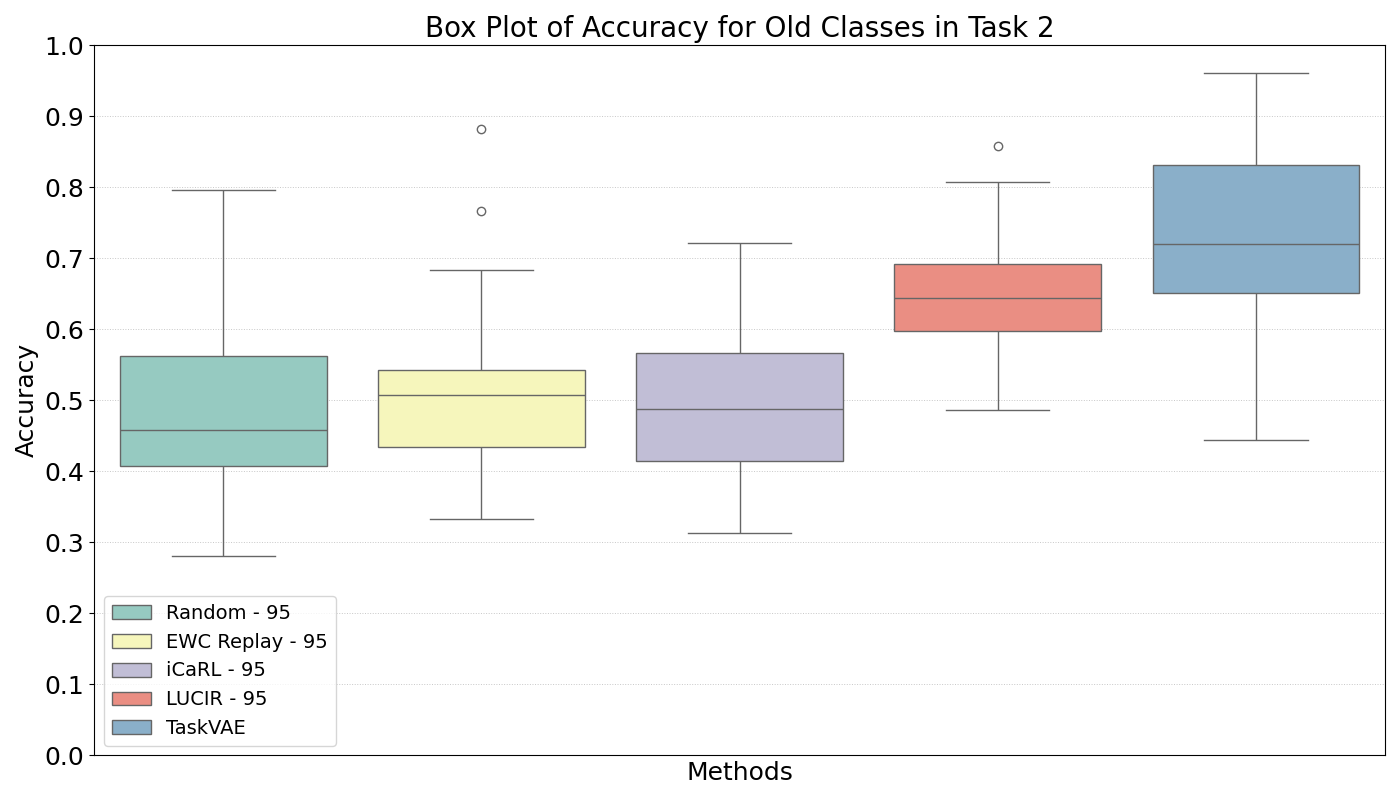 Box Plot of Accuracy for Old Classes in Task 2
1.0
0.9
0.8
0.7
0.6
0.5
0.4
0.3
0.2
0.1
0.0
Accuracy
Random - 95
EWC Replay - 95
iCaRL - 95
LUCIR - 95
TaskVAE
Methods